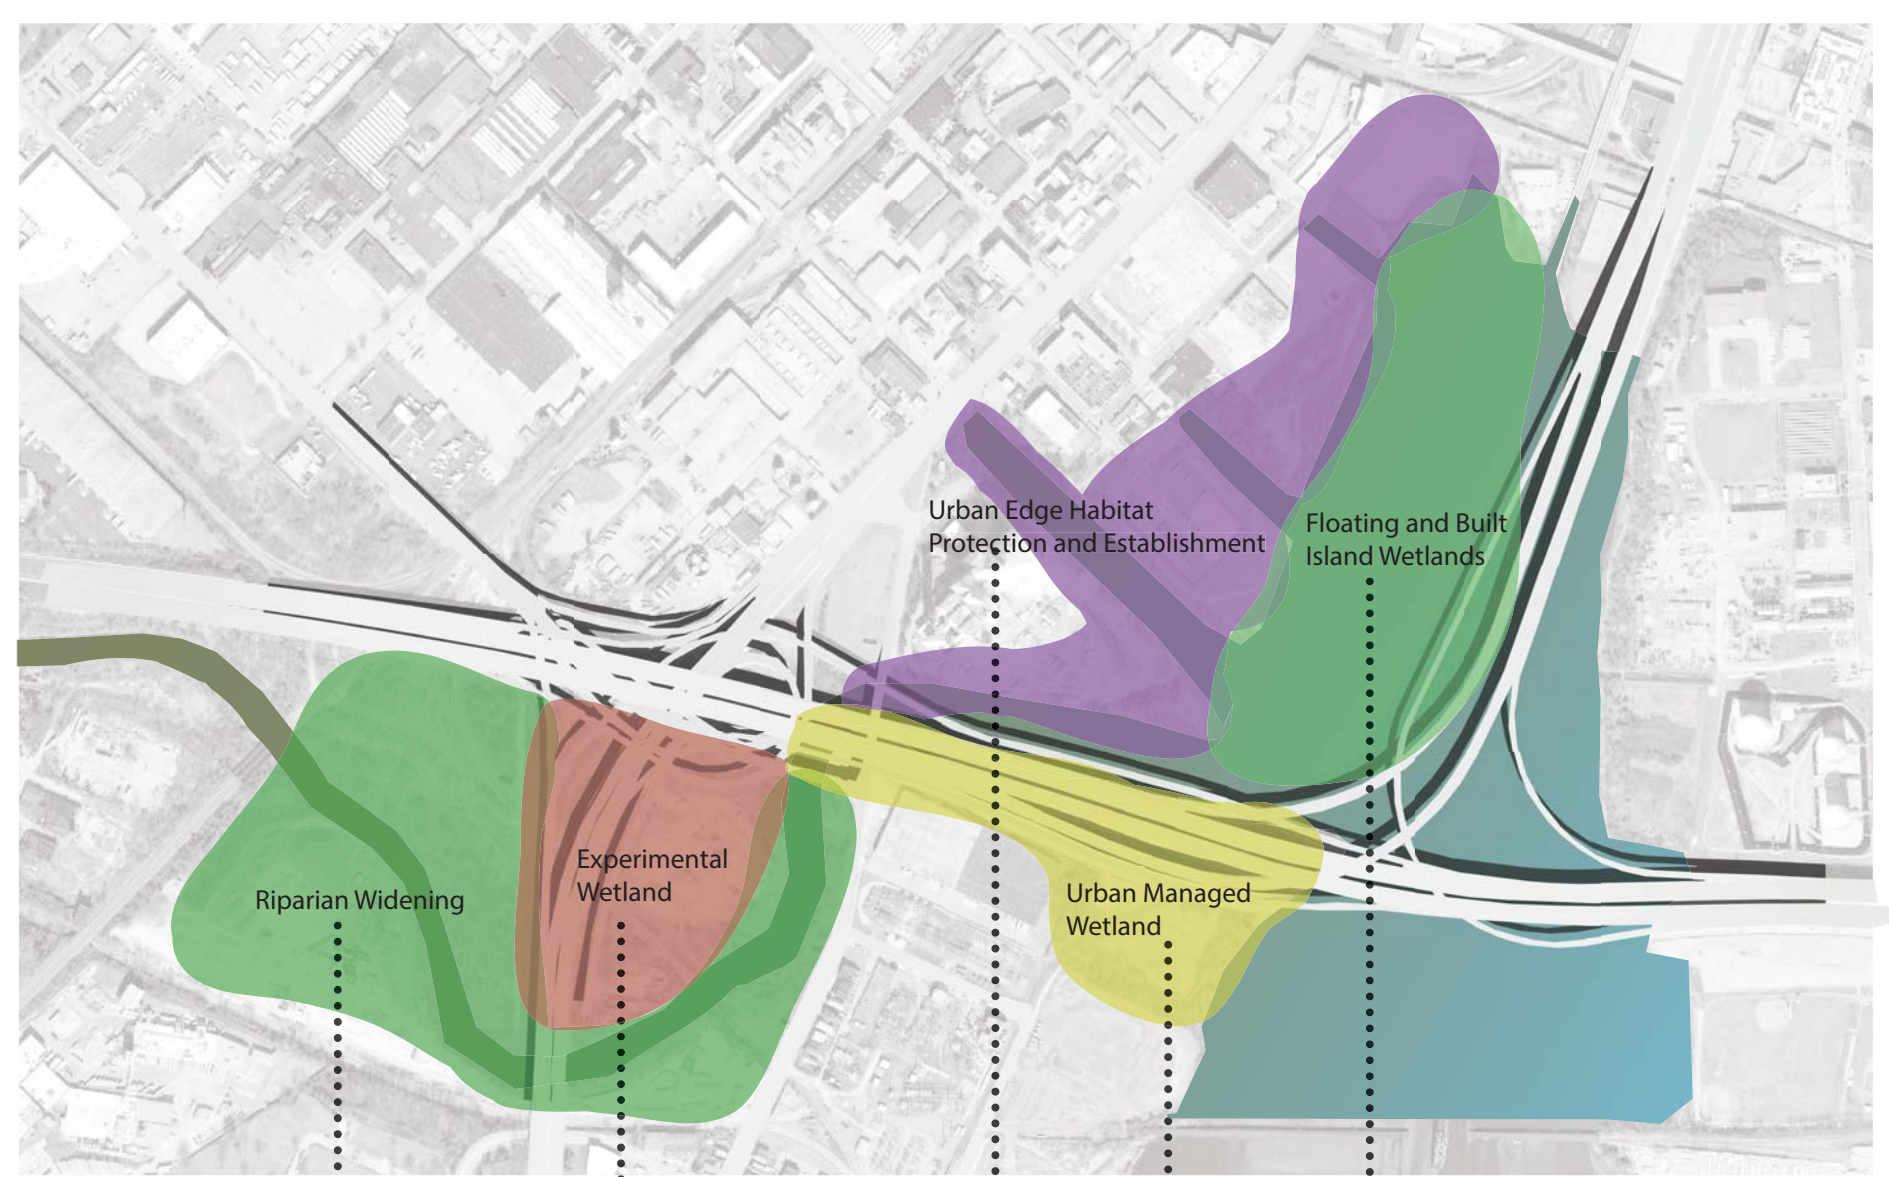 Urban Edge Habitat
Protection and Establishment
Floating and Built
Island Wetlands
Experimental
Wetland
Riparian Widening
Urban Managed
Wetland